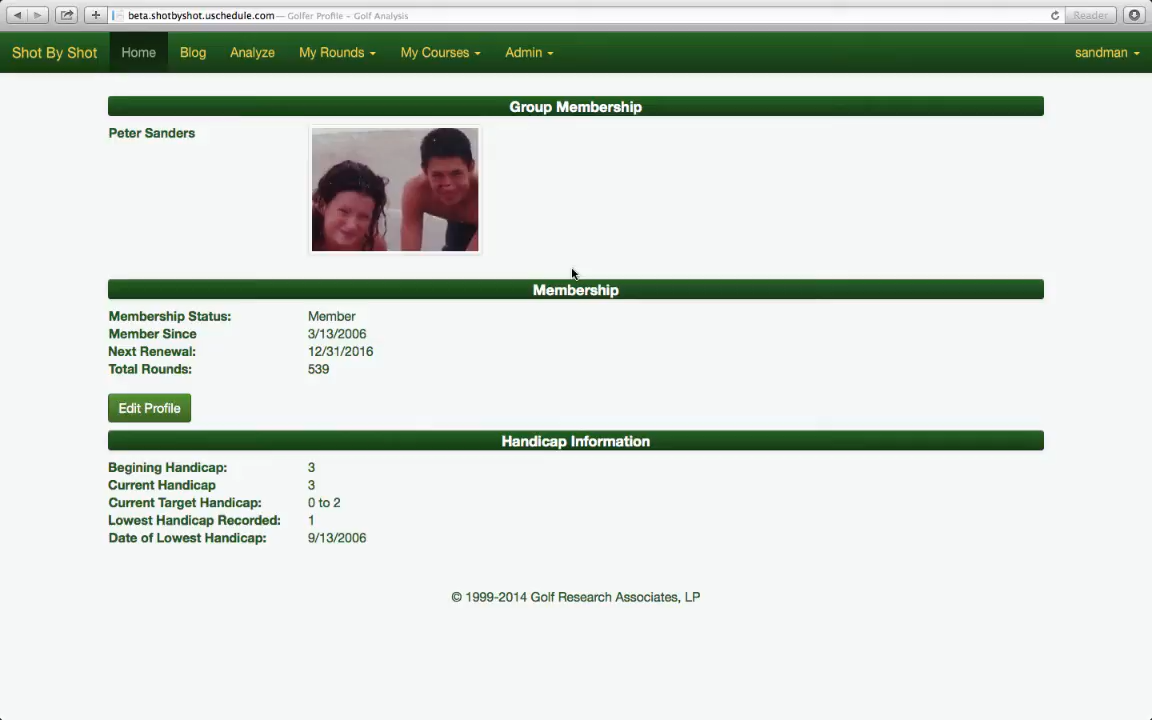 beta.shotbyshot.uschedule.com — Golfer Profile – Golf Analysis
Reader
Shot By Shot Home Blog Analyze My Rounds My Courses Admin sandman
Group Membership
Peter Sanders
Membership
Membership Status: Member
Member Since 3/13/2006
Next Renewal: 12/31/2016
Total Rounds: 539
Edit Profile
Handicap Information
Begining Handicap: 3
Current Handicap 3
Current Target Handicap: 0 to 2
Lowest Handicap Recorded: 1
Date of Lowest Handicap: 9/13/2006
© 1999-2014 Golf Research Associates, LP